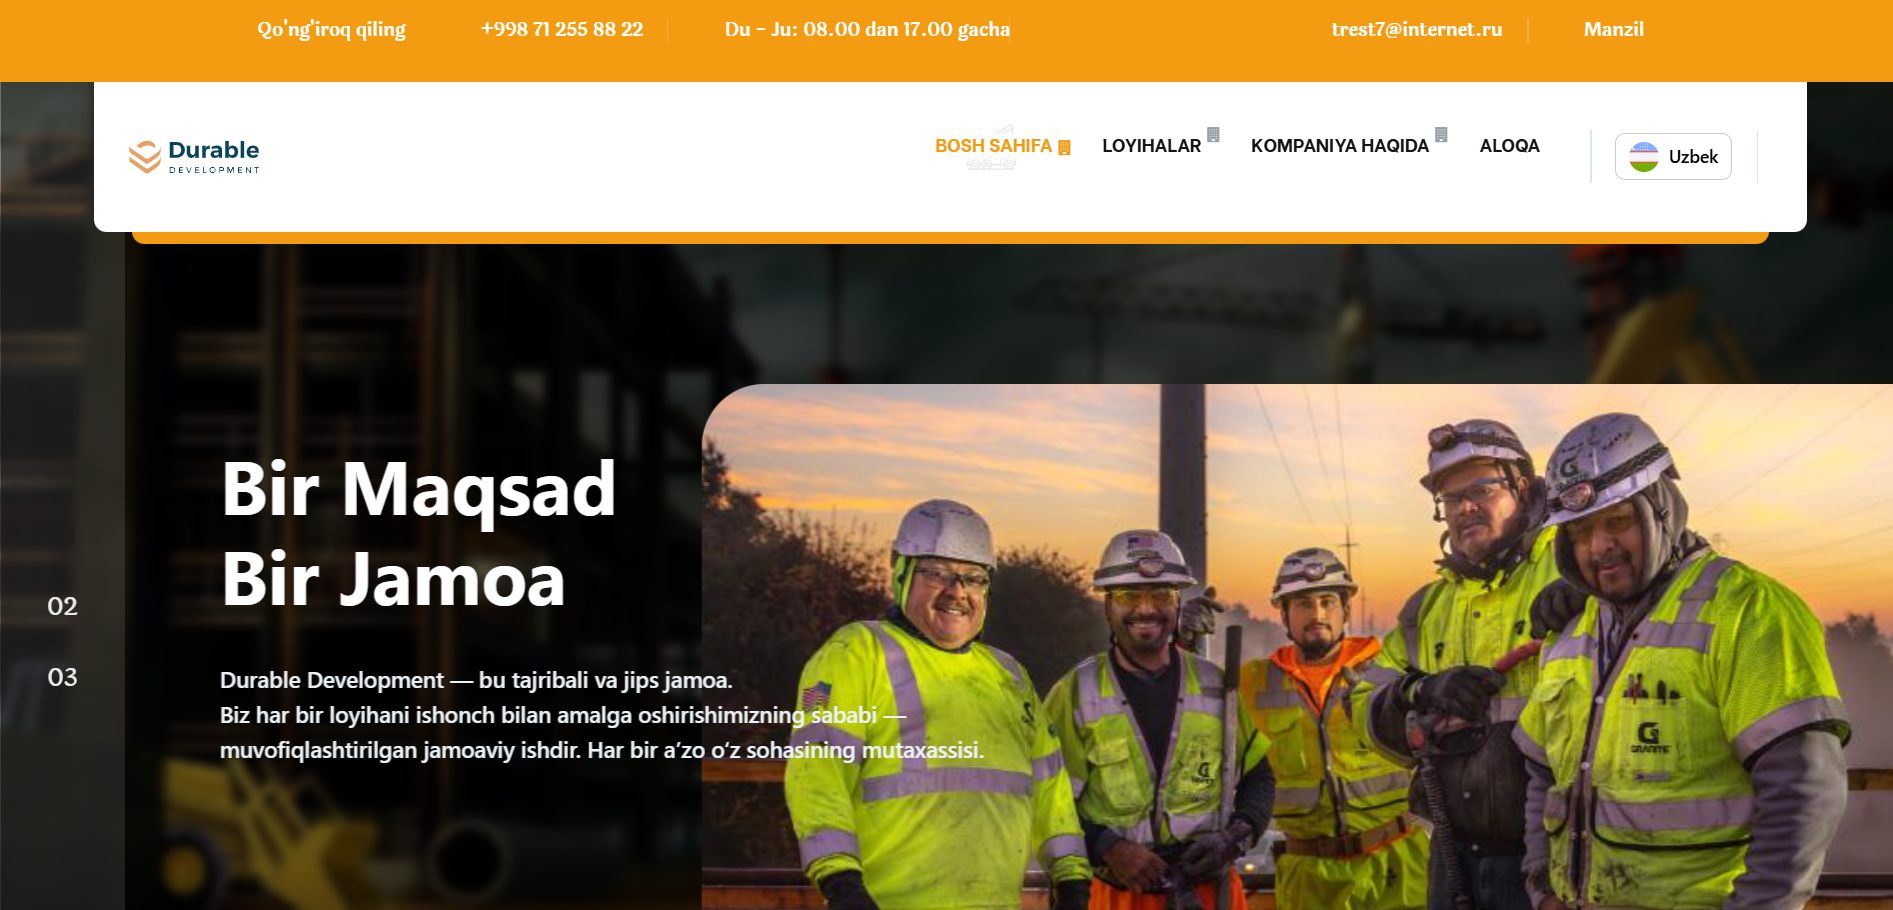 Qo'ng'iroq qiling
+998 71 255 88 22
Du - Ju: 08.00 dan 17.00 gacha
trest7@internet.ru
Manzil
Durable
DEVELOPMENT
BOSH SAHIFA
LOYIHALAR
KOMPANIYA HAQIDA
ALOQA
Uzbek
Bir Maqsad
Bir Jamoa
02
03
Durable Development — bu tajribali va jips jamoa.
Biz har bir loyihani ishonch bilan amalga oshirishimizning sababi —
muvofiqlashtirilgan jamoaviy ishdir. Har bir a’zo o‘z sohasining mutaxassisi.
G
GRANITE